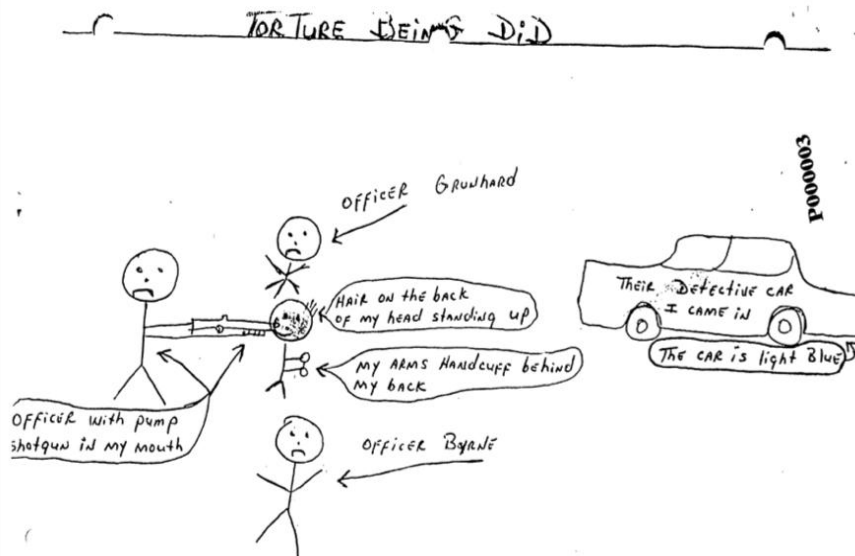 TORTURE BEING DID
OFFICER GRUNHARD
P0000003
HAIR ON THE BACK
OF MY HEAD STANDING UP
THEIR DETECTIVE CAR
I CAME IN
THE CAR IS LIGHT BLUE
MY ARMS HANDCUFF BEHIND
MY BACK
OFFICER WITH PUMP
SHOTGUN IN MY MOUTH
OFFICER BYRNE